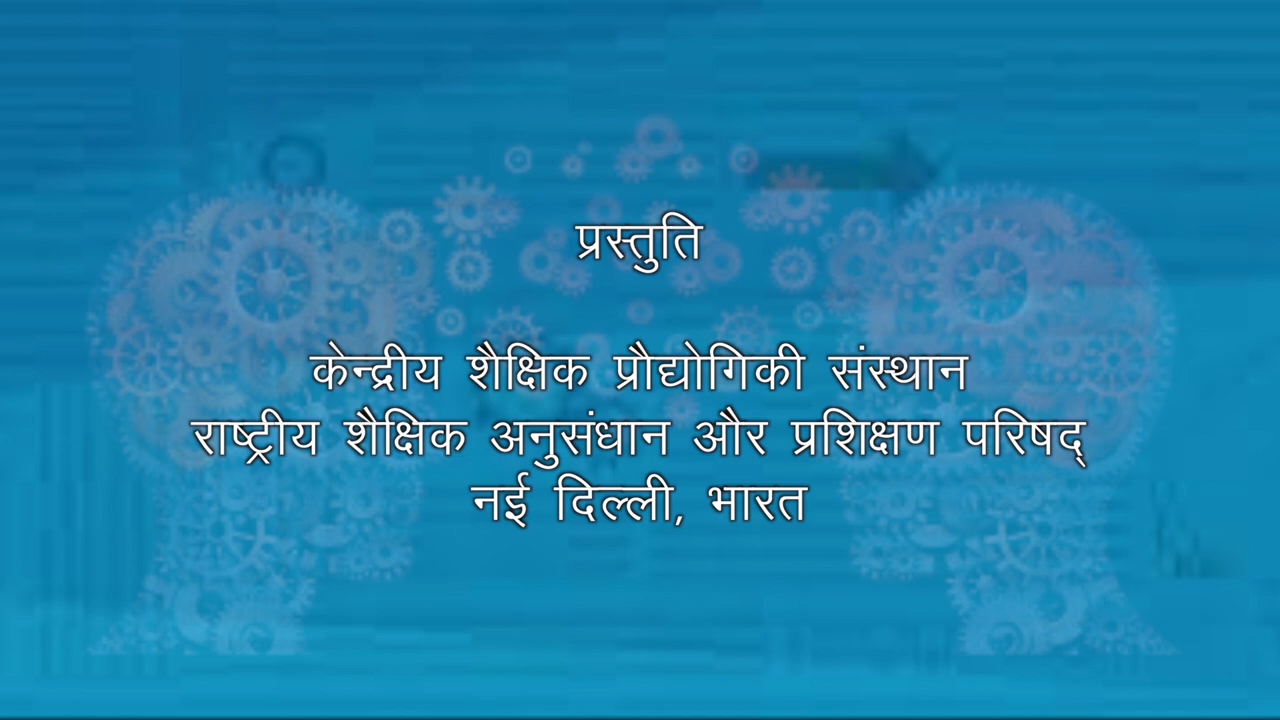 प्रस्तुति
केन्द्रीय शैक्षिक प्रौद्योगिकी संस्थान
राष्ट्रीय शैक्षिक अनुसंधान और प्रशिक्षण परिषद्
नई दिल्ली, भारत